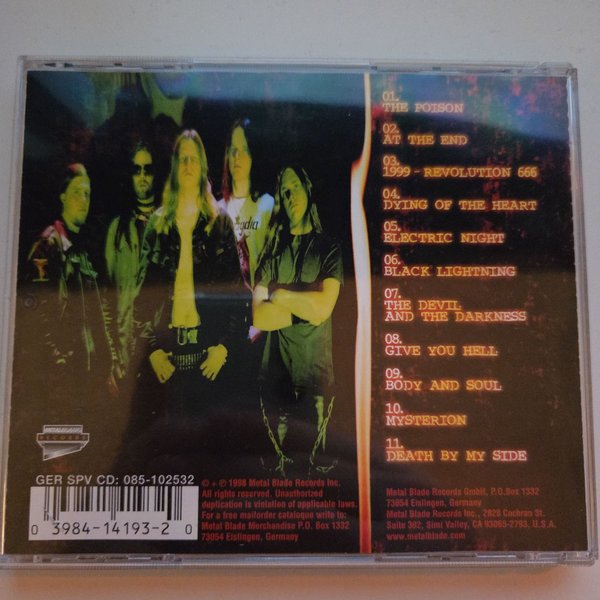 01.
THE POISON
02.
AT THE END
03.
1999 - REVOLUTION 666
04.
DYING OF THE HEART
05.
ELECTRIC NIGHT
06.
BLACK LIGHTNING
07.
THE DEVIL
AND THE DARKNESS
08.
GIVE YOU HELL
09.
BODY AND SOUL
10.
MYSTERION
11.
DEATH BY MY SIDE
RECORDS
GER SPV CD: 085-102532
0 3984-14193-2 0
© + ℗ 1998 Metal Blade Records Inc.
All rights reserved. Unauthorized
duplication is violation of applicable laws.
For a free mailorder catalogue write to:
Metal Blade Merchandise P.O. Box 1332
73054 Eislingen, Germany
Metal Blade Records GmbH, P.O.Box 1332
73054 Eislingen, Germany
Metal Blade Records Inc., 2828 Cochran St.
Suite 302, Simi Valley, CA 93065-2793, U.S.A.
www.metalblade.com